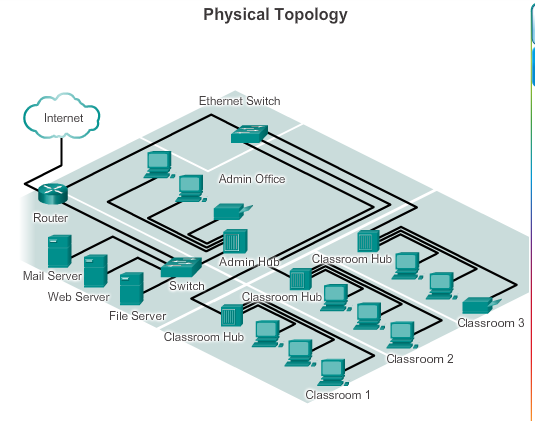 Physical Topology
Ethernet Switch
Internet
Admin Office
Router
Admin Hub
Classroom Hub
Mail Server
Switch
Web Server
Classroom Hub
File Server
Classroom 3
Classroom Hub
Classroom 2
Classroom 1